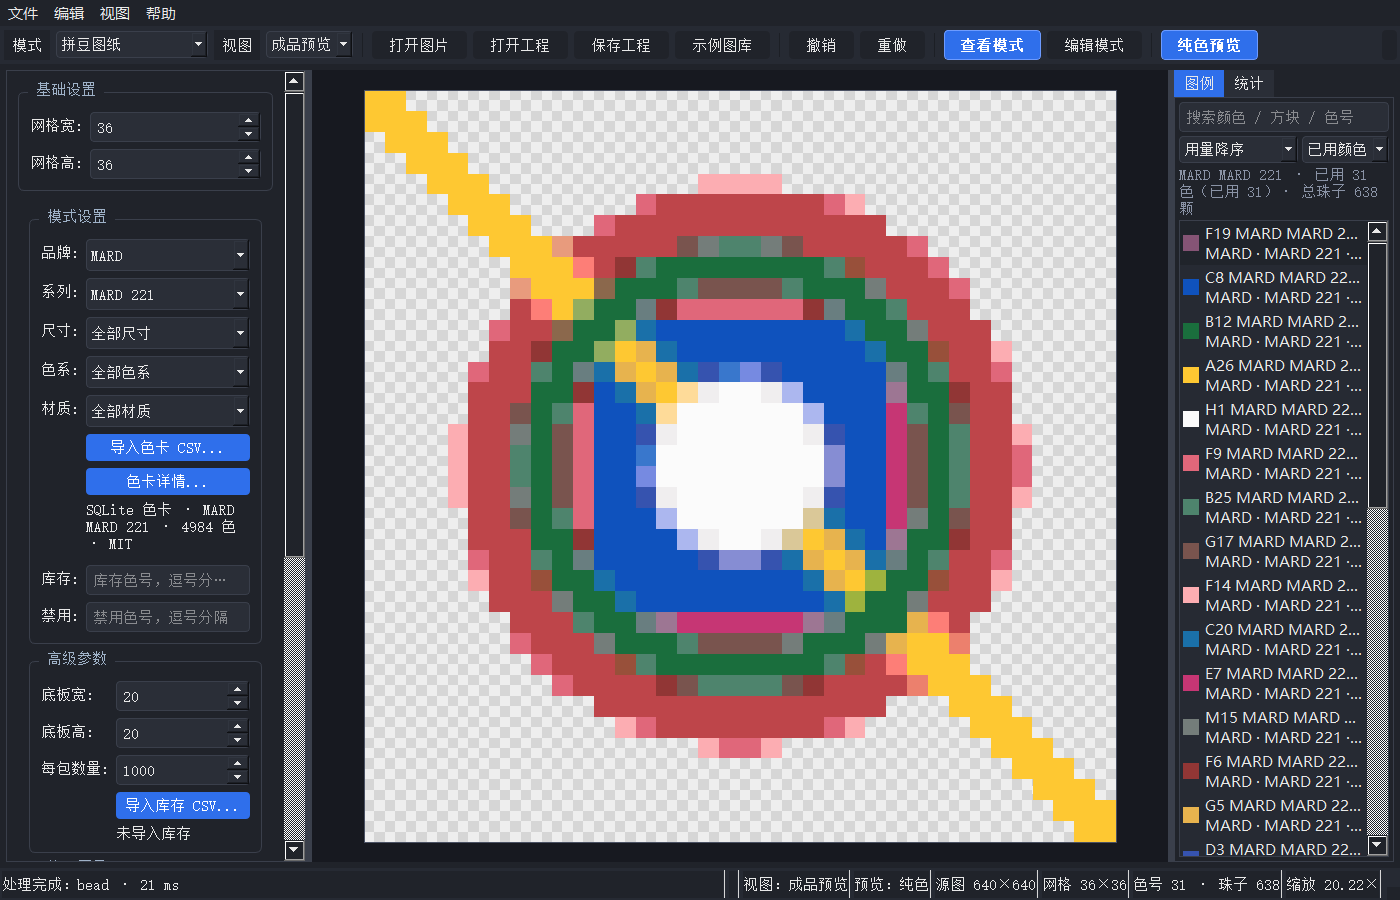 文件 编辑 视图 帮助
模式 拼豆图纸 视图 成品预览 打开图片 打开工程 保存工程 示例图库 撤销 重做 查看模式 编辑模式 纯色预览
基础设置
网格宽: 36
网格高: 36
模式设置
品牌: MARD
系列: MARD 221
尺寸: 全部尺寸
色系: 全部色系
材质: 全部材质
导入色卡 CSV...
色卡详情...
SQLite 色卡 · MARD
MARD 221 · 4984 色
· MIT
库存: 库存色号，逗号分…
禁用: 禁用色号，逗号分隔
高级参数
底板宽: 20
底板高: 20
每包数量: 1000
导入库存 CSV...
未导入库存
图例 统计
搜索颜色 / 方块 / 色号
用量降序 已用颜色
MARD MARD 221 · 已用 31
色（已用 31） · 总珠子 638
颗
F19 MARD MARD 2...
MARD · MARD 221 ·...
C8 MARD MARD 22...
MARD · MARD 221 ·...
B12 MARD MARD 2...
MARD · MARD 221 ·...
A26 MARD MARD 2...
MARD · MARD 221 ·...
H1 MARD MARD 22...
MARD · MARD 221 ·...
F9 MARD MARD 22...
MARD · MARD 221 ·...
B25 MARD MARD 2...
MARD · MARD 221 ·...
G17 MARD MARD 2...
MARD · MARD 221 ·...
F14 MARD MARD 2...
MARD · MARD 221 ·...
C20 MARD MARD 2...
MARD · MARD 221 ·...
E7 MARD MARD 22...
MARD · MARD 221 ·...
M15 MARD MARD ...
MARD · MARD 221 ·...
F6 MARD MARD 22...
MARD · MARD 221 ·...
G5 MARD MARD 22...
MARD · MARD 221 ·...
D3 MARD MARD 22...
处理完成：bead · 21 ms 视图：成品预览 预览：纯色 源图 640×640 网格 36×36 色号 31 · 珠子 638 缩放 20.22×